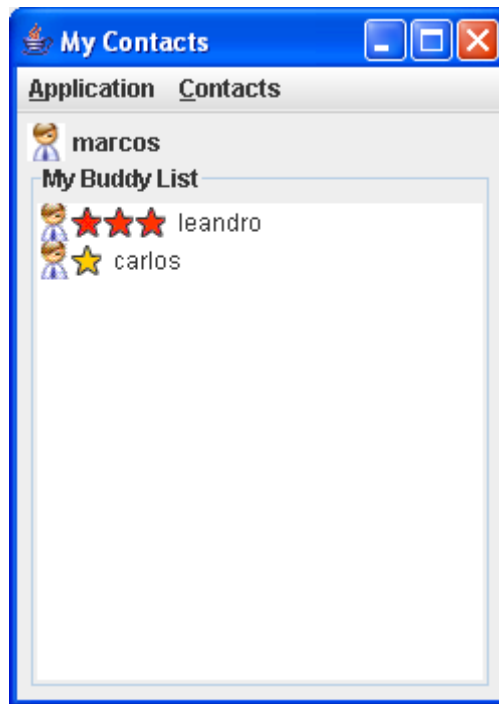 My Contacts
Application Contacts
marcos
My Buddy List
leandro
carlos